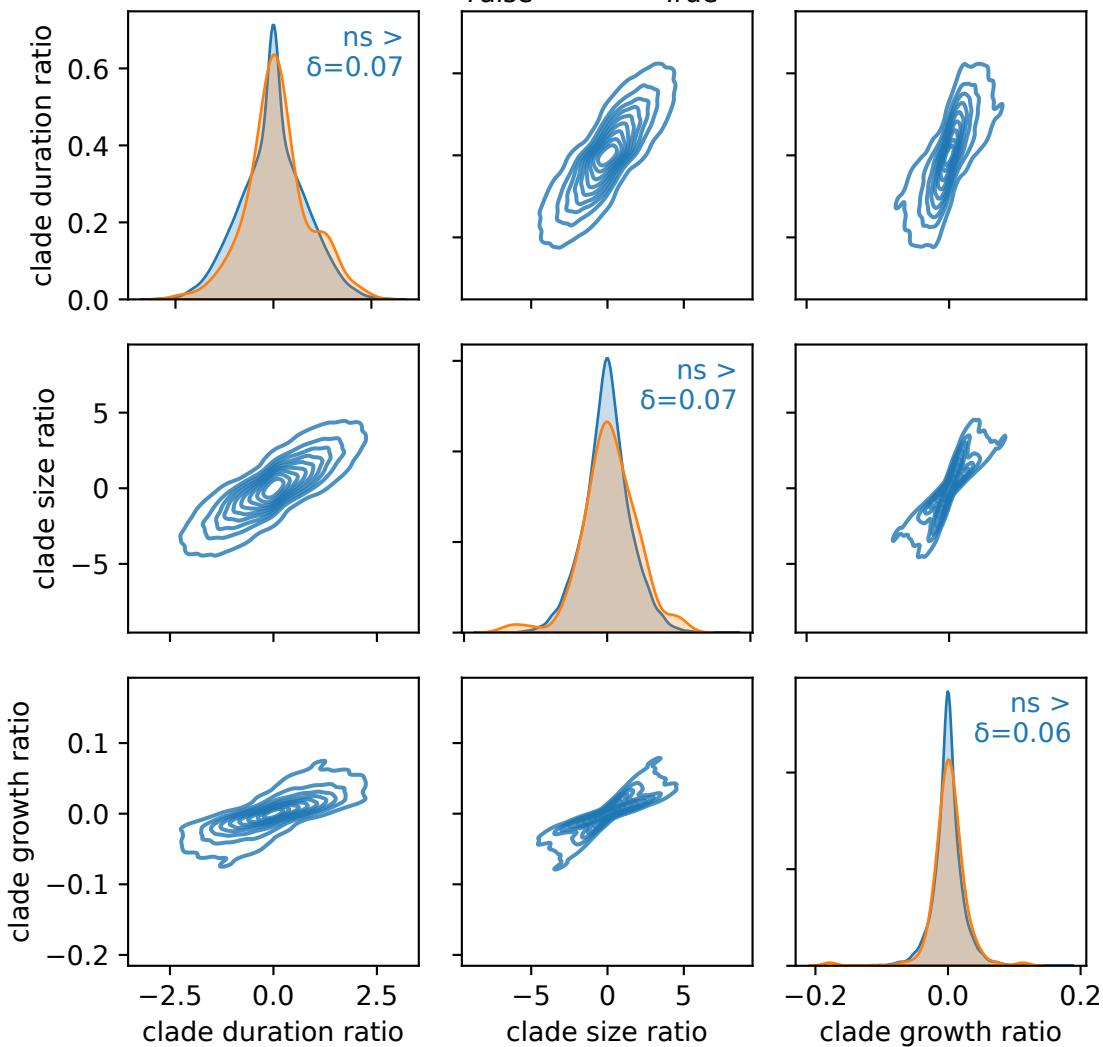 True
clade duration ratio
0.6
0.4
0.2
0.0
ns >
δ=0.07
clade size ratio
5
0
−5
ns >
δ=0.07
clade growth ratio
0.1
0.0
−0.1
−0.2
ns >
δ=0.06
−2.5 0.0 2.5
−5 0 5
−0.2 0.0 0.2
clade duration ratio
clade size ratio
clade growth ratio